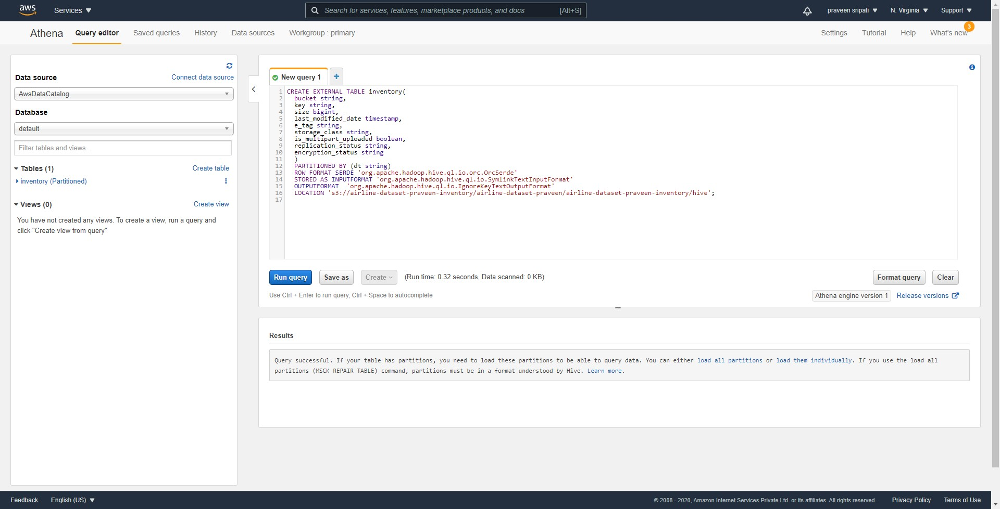 aws
Services
Search for services, features, marketplace products, and docs [Alt+S]
praveen sripati
N. Virginia
Support
Athena
Query editor
Saved queries
History
Data sources
Workgroup : primary
Settings
Tutorial
Help
What's new
3
Data source
Connect data source
AwsDataCatalog
Database
default
Filter tables and views...
Tables (1)
Create table
inventory (Partitioned)
Views (0)
Create view
You have not created any views. To create a view, run a query and
click "Create view from query"
New query 1
+
1 CREATE EXTERNAL TABLE inventory(
2 bucket string,
3 key string,
4 size bigint,
5 last_modified_date timestamp,
6 e_tag string,
7 storage_class string,
8 is_multipart_uploaded boolean,
9 replication_status string,
10 encryption_status string
11 )
12 PARTITIONED BY (dt string)
13 ROW FORMAT SERDE 'org.apache.hadoop.hive.ql.io.orc.OrcSerde'
14 STORED AS INPUTFORMAT 'org.apache.hadoop.hive.ql.io.SymlinkTextInputFormat'
15 OUTPUTFORMAT 'org.apache.hadoop.hive.ql.io.IgnoreKeyTextOutputFormat'
16 LOCATION 's3://airline-dataset-praveen-inventory/airline-dataset-praveen/airline-dataset-praveen-inventory/hive';
17
Run query
Save as
Create
(Run time: 0.32 seconds, Data scanned: 0 KB)
Format query
Clear
Use Ctrl + Enter to run query, Ctrl + Space to autocomplete
Athena engine version 1
Release versions
Results
Query successful. If your table has partitions, you need to load these partitions to be able to query data. You can either load all partitions or load them individually. If you use the load all
partitions (MSCK REPAIR TABLE) command, partitions must be in a format understood by Hive. Learn more.
Feedback
English (US)
© 2008 - 2020, Amazon Internet Services Private Ltd. or its affiliates. All rights reserved.
Privacy Policy
Terms of Use